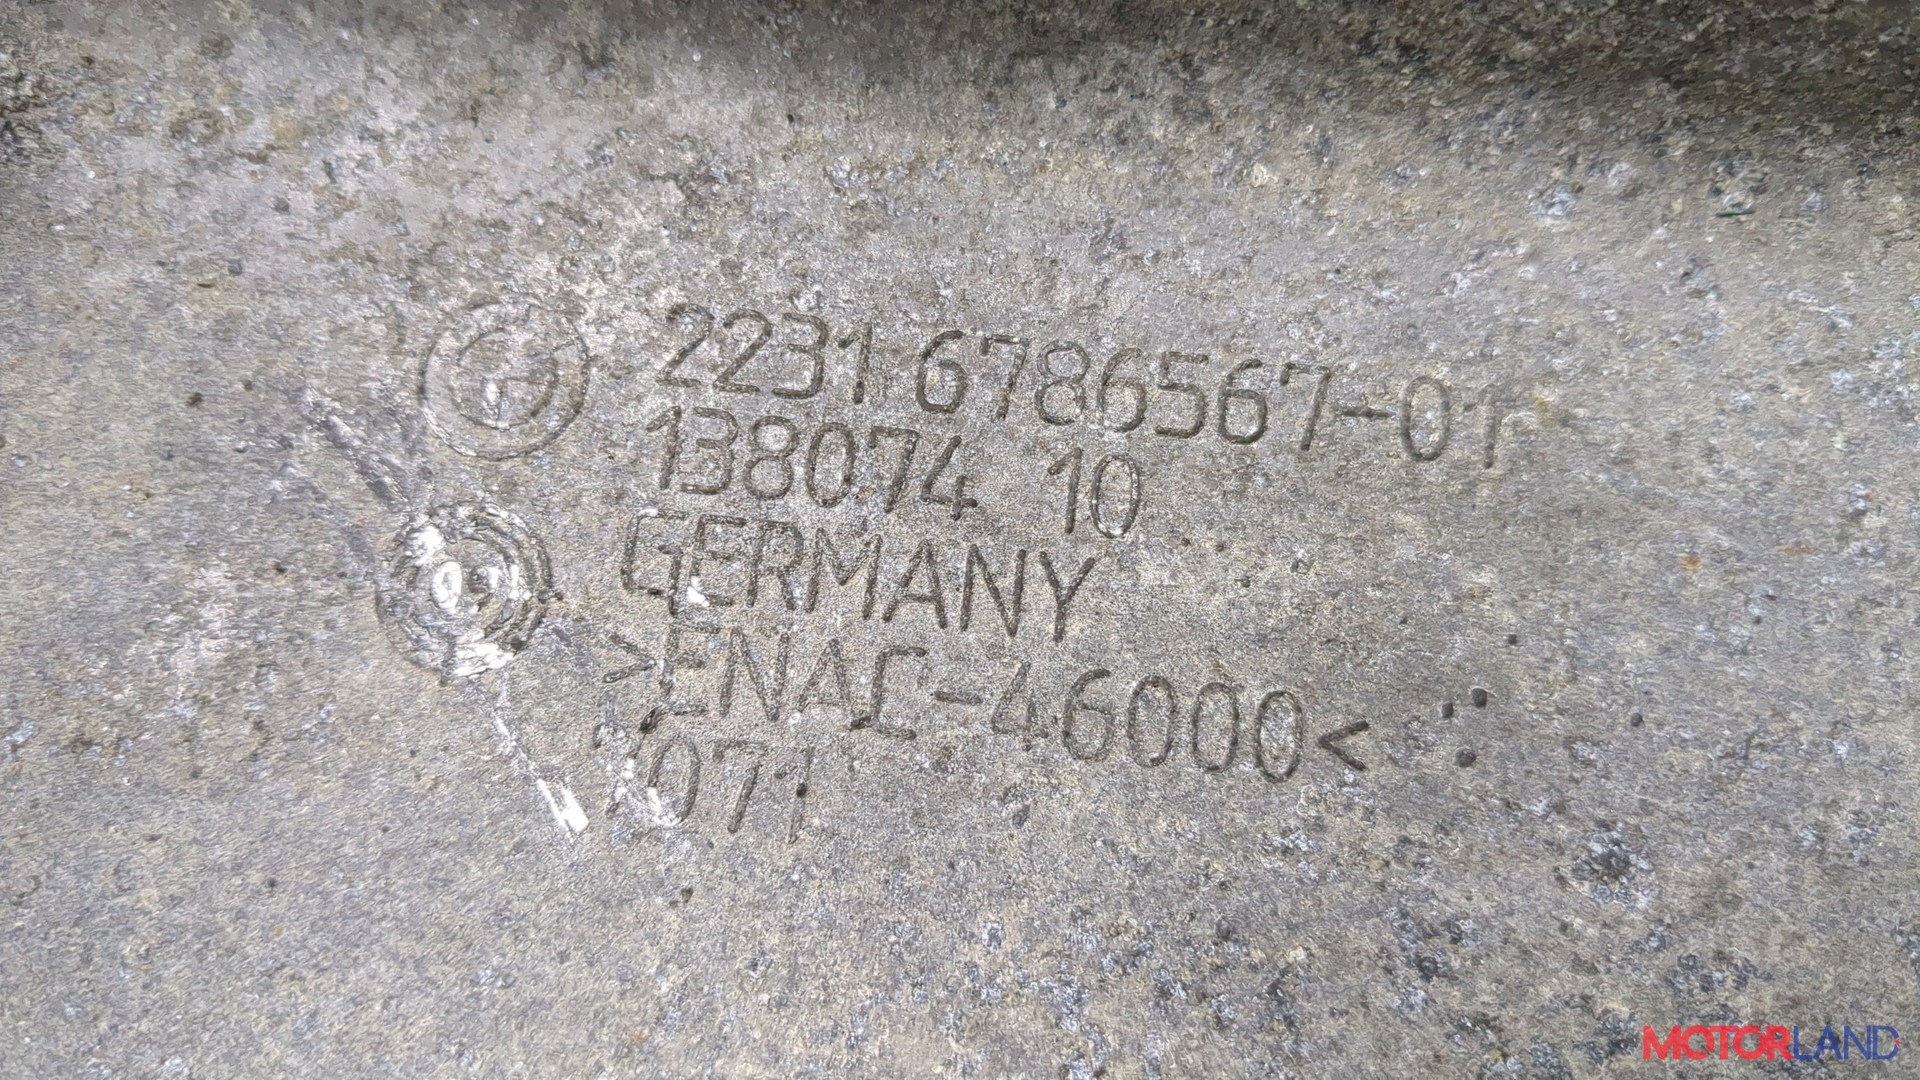 2231 6786567-01
138074 10
GERMANY
>ENAC-46000<
071
MOTORLAND